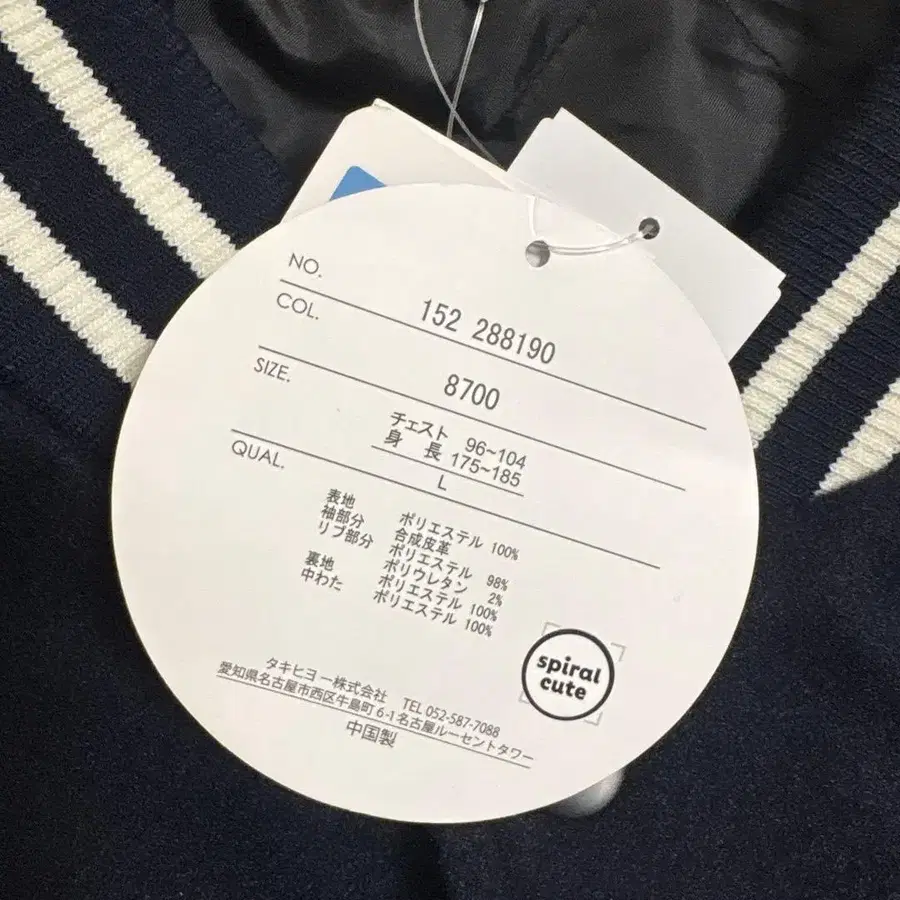 NO.
152 288190
COL.
8700
SIZE.
チェスト 96~104
身 長 175~185
L
QUAL.
表地 ポリエステル 100%
袖部分 合成皮革
リブ部分 ポリエステル 98%
ポリウレタン 2%
裏地 ポリエステル 100%
中わた ポリエステル 100%
spiral
cute
タキヒヨー株式会社 TEL 052-587-7088
愛知県名古屋市西区牛島町6-1名古屋ルーセントタワー
中国製